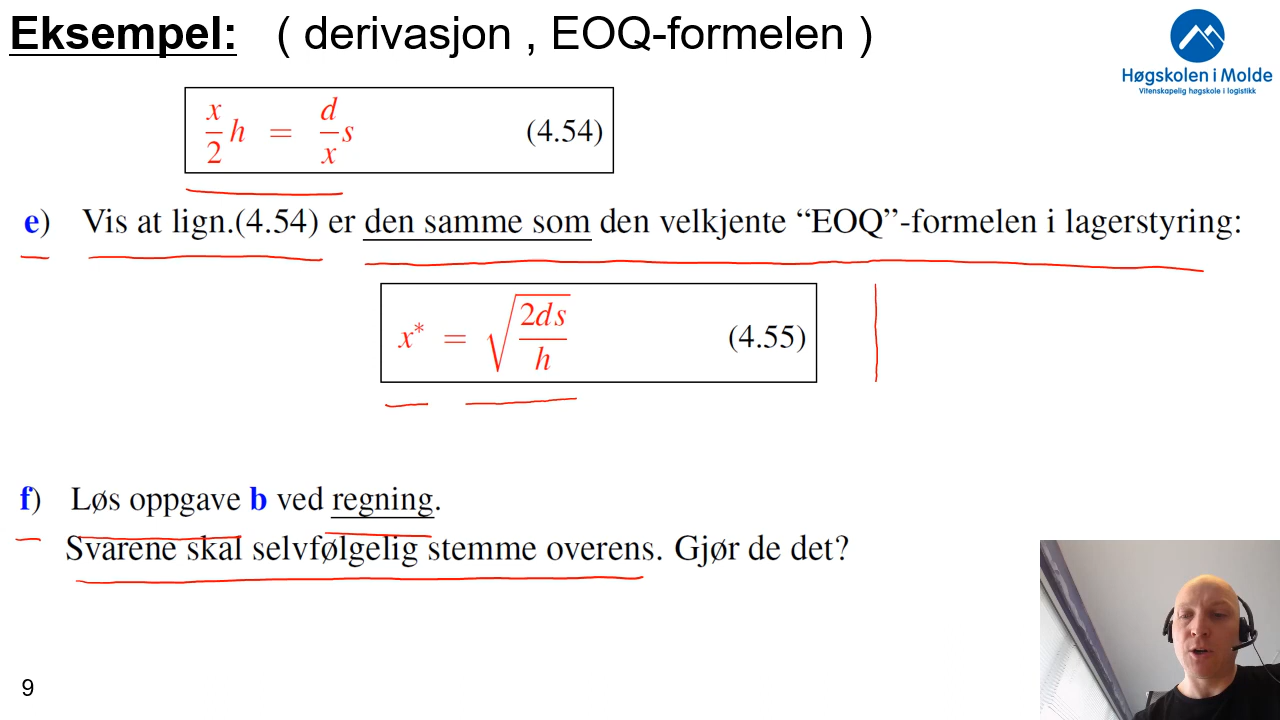 Eksempel: ( derivasjon , EOQ-formelen )
Høgskolen i Molde
Vitenskapelig høgskole i logistikk
x/2 h = d/x s (4.54)
e) Vis at lign.(4.54) er den samme som den velkjente “EOQ”-formelen i lagerstyring:
x* = √(2ds/h) (4.55)
f) Løs oppgave b ved regning.
Svarene skal selvfølgelig stemme overens. Gjør de det?
9